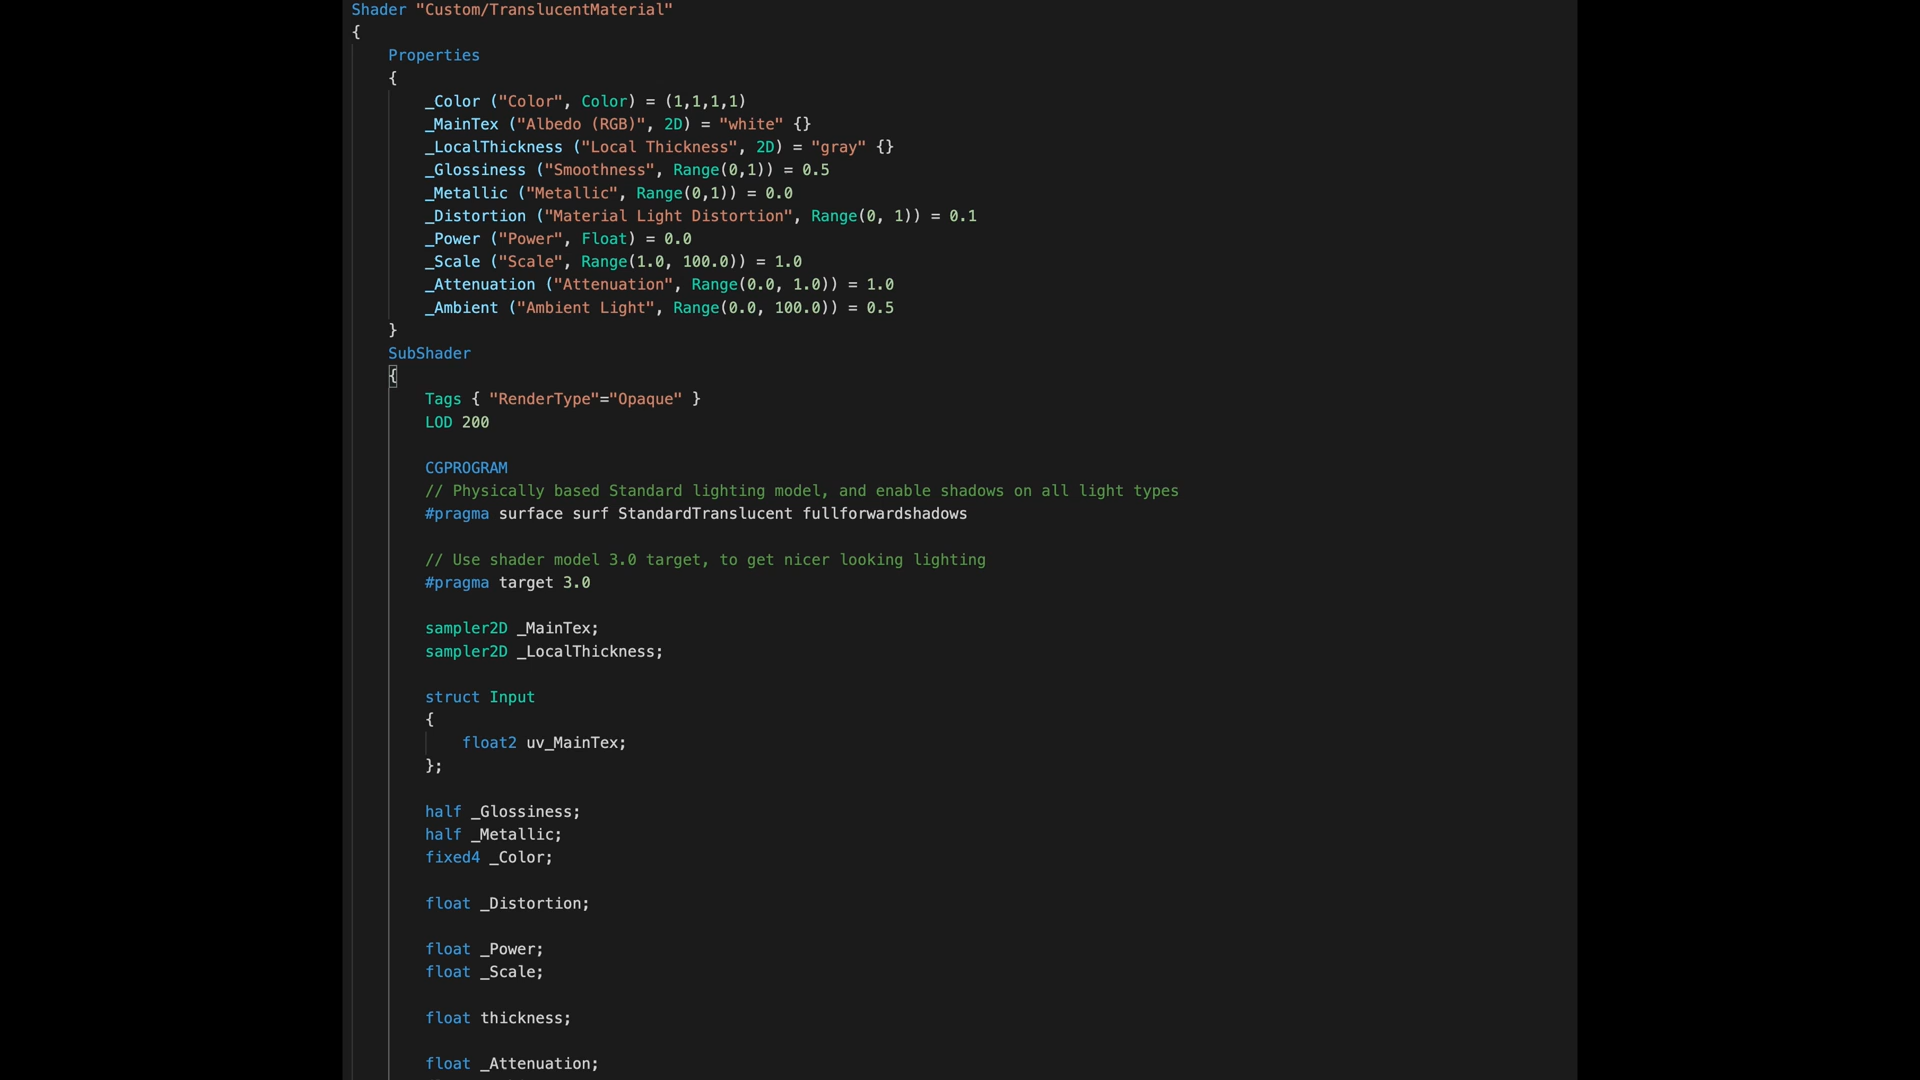 Shader "Custom/TranslucentMaterial"
{
Properties
{
_Color ("Color", Color) = (1,1,1,1)
_MainTex ("Albedo (RGB)", 2D) = "white" {}
_LocalThickness ("Local Thickness", 2D) = "gray" {}
_Glossiness ("Smoothness", Range(0,1)) = 0.5
_Metallic ("Metallic", Range(0,1)) = 0.0
_Distortion ("Material Light Distortion", Range(0, 1)) = 0.1
_Power ("Power", Float) = 0.0
_Scale ("Scale", Range(1.0, 100.0)) = 1.0
_Attenuation ("Attenuation", Range(0.0, 1.0)) = 1.0
_Ambient ("Ambient Light", Range(0.0, 100.0)) = 0.5
}
SubShader
{
Tags { "RenderType"="Opaque" }
LOD 200
CGPROGRAM
// Physically based Standard lighting model, and enable shadows on all light types
#pragma surface surf StandardTranslucent fullforwardshadows
// Use shader model 3.0 target, to get nicer looking lighting
#pragma target 3.0
sampler2D _MainTex;
sampler2D _LocalThickness;
struct Input
{
float2 uv_MainTex;
};
half _Glossiness;
half _Metallic;
fixed4 _Color;
float _Distortion;
float _Power;
float _Scale;
float thickness;
float _Attenuation;